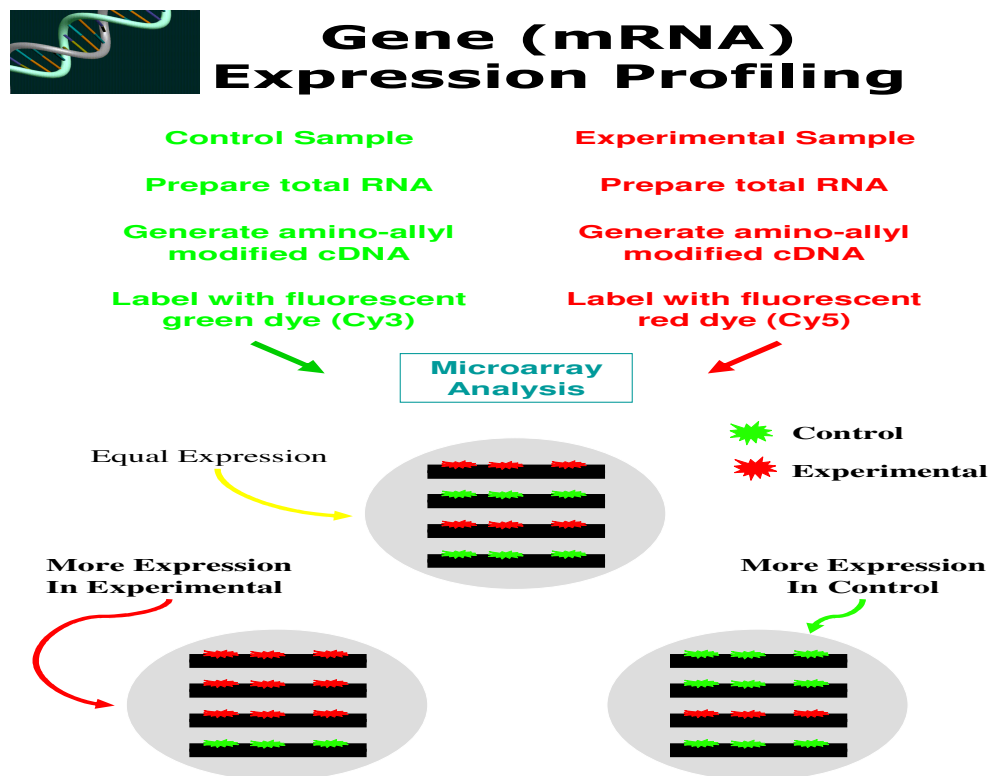 Gene (mRNA)
Expression Profiling
Control Sample
Prepare total RNA
Generate amino-allyl
modified cDNA
Label with fluorescent
green dye (Cy3)
Experimental Sample
Prepare total RNA
Generate amino-allyl
modified cDNA
Label with fluorescent
red dye (Cy5)
Microarray
Analysis
Control
Experimental
Equal Expression
More Expression
In Experimental
More Expression
In Control